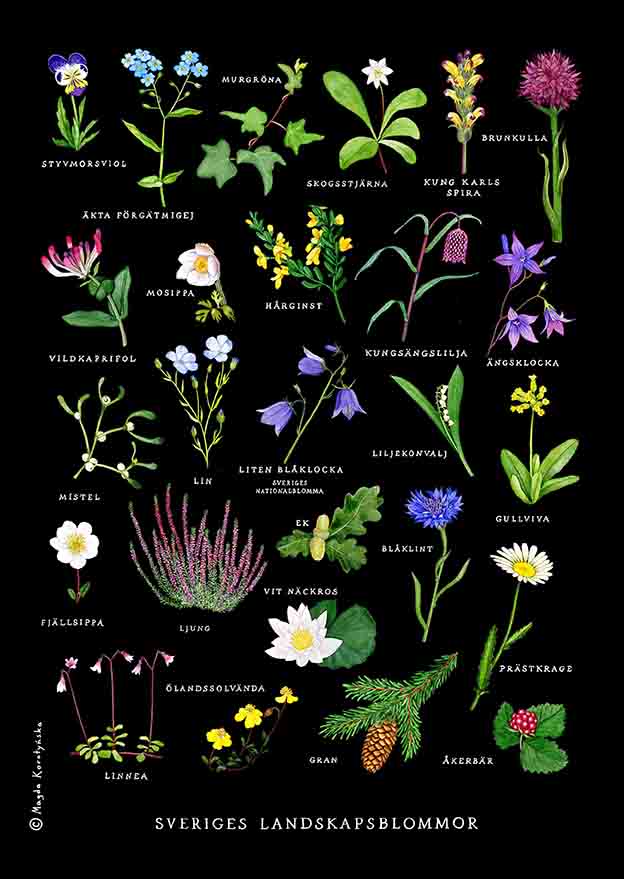 MURGRÖNA
BRUNKULLA
STYVMORSVIOL
SKOGSSTJÄRNA
KUNG KARLS
SPIRA
ÄKTA FÖRGÄTMIGEJ
MOSIPPA
HÅRGINST
VILDKAPRIFOL
KUNGSÄNGSLILJA
ÄNGSKLOCKA
LILJEKONVALJ
LITEN BLÅKLOCKA
SVERIGES
NATIONALBLOMMA
LIN
MISTEL
GULLVIVA
EK
BLÅKLINT
VIT NÄCKROS
FJÄLLSIPPA
LJUNG
PRÄSTKRAGE
ÖLANDSSOLVÄNDA
GRAN
ÅKERBÄR
LINNEA
© Magda Korotyńska
SVERIGES LANDSKAPSBLOMMOR